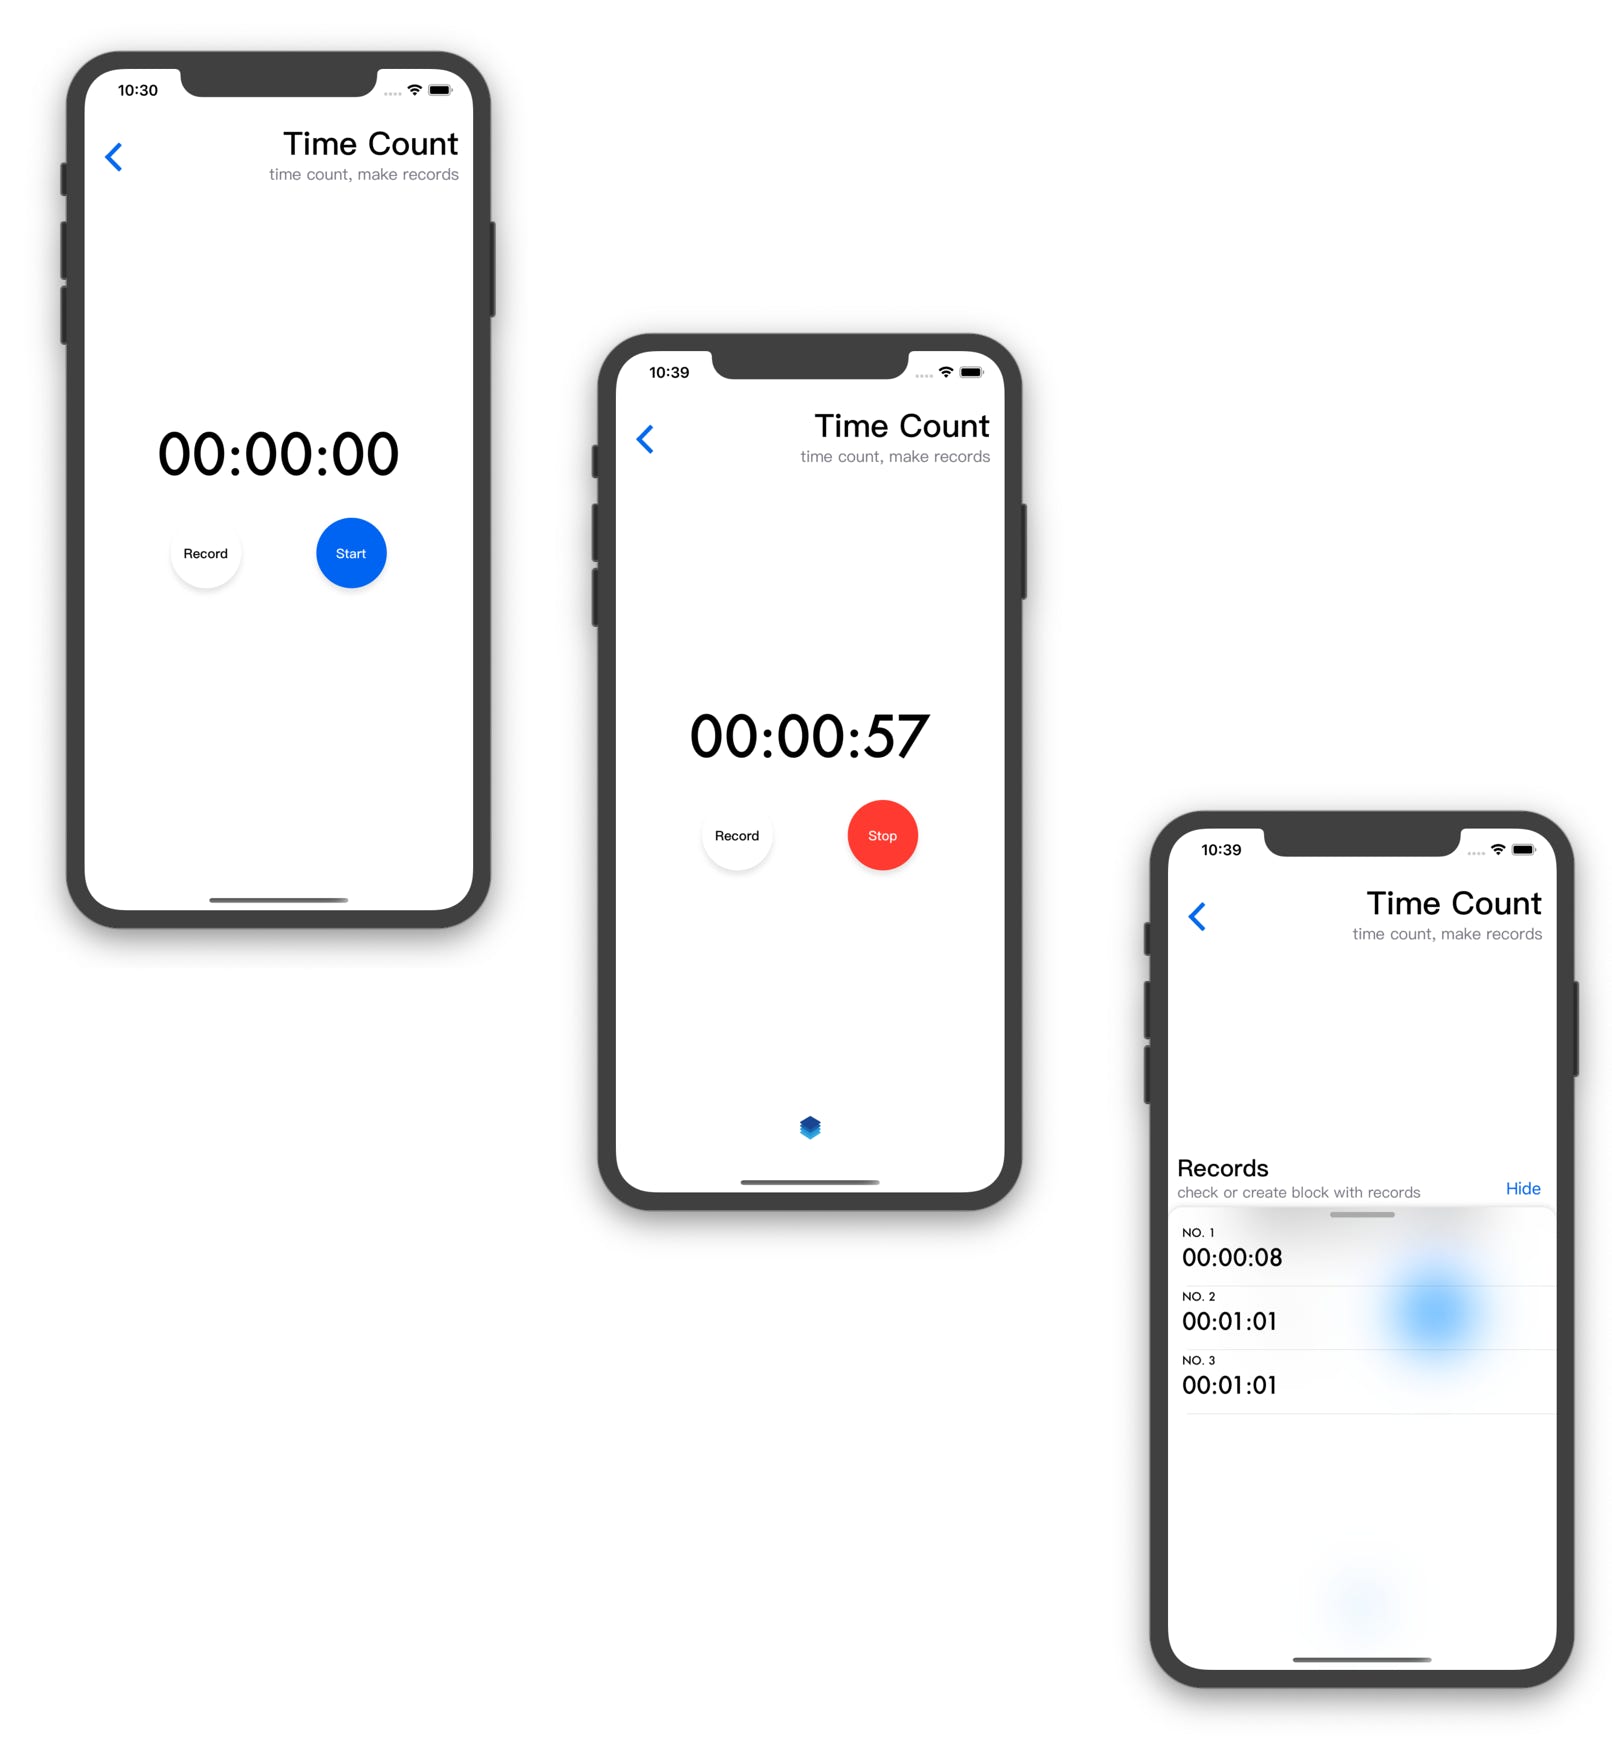 10:30
Time Count
time count, make records
00:00:00
Record
Start
10:39
Time Count
time count, make records
00:00:57
Record
Stop
10:39
Time Count
time count, make records
Records
check or create block with records
Hide
NO. 1
00:00:08
NO. 2
00:01:01
NO. 3
00:01:01